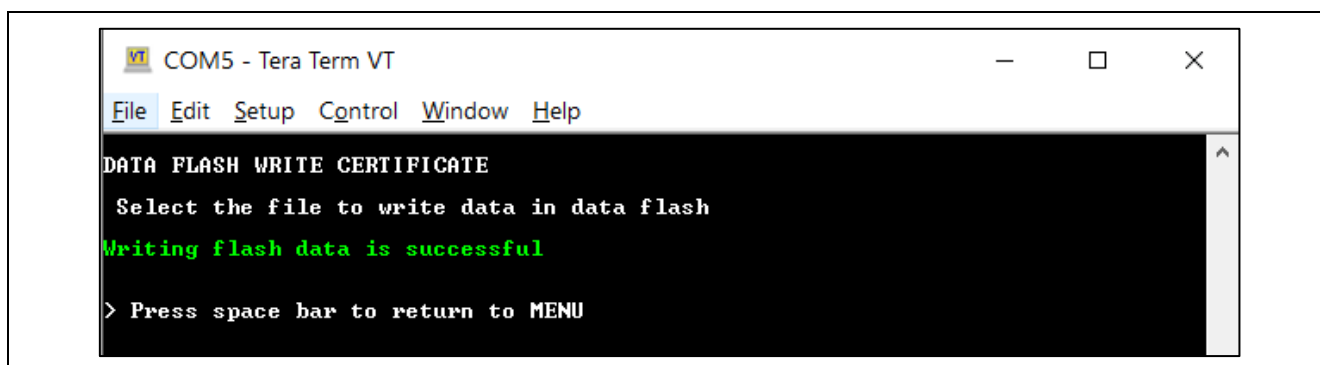 VT COM5 - Tera Term VT
File Edit Setup Control Window Help
DATA FLASH WRITE CERTIFICATE
Select the file to write data in data flash
Writing flash data is successful
> Press space bar to return to MENU